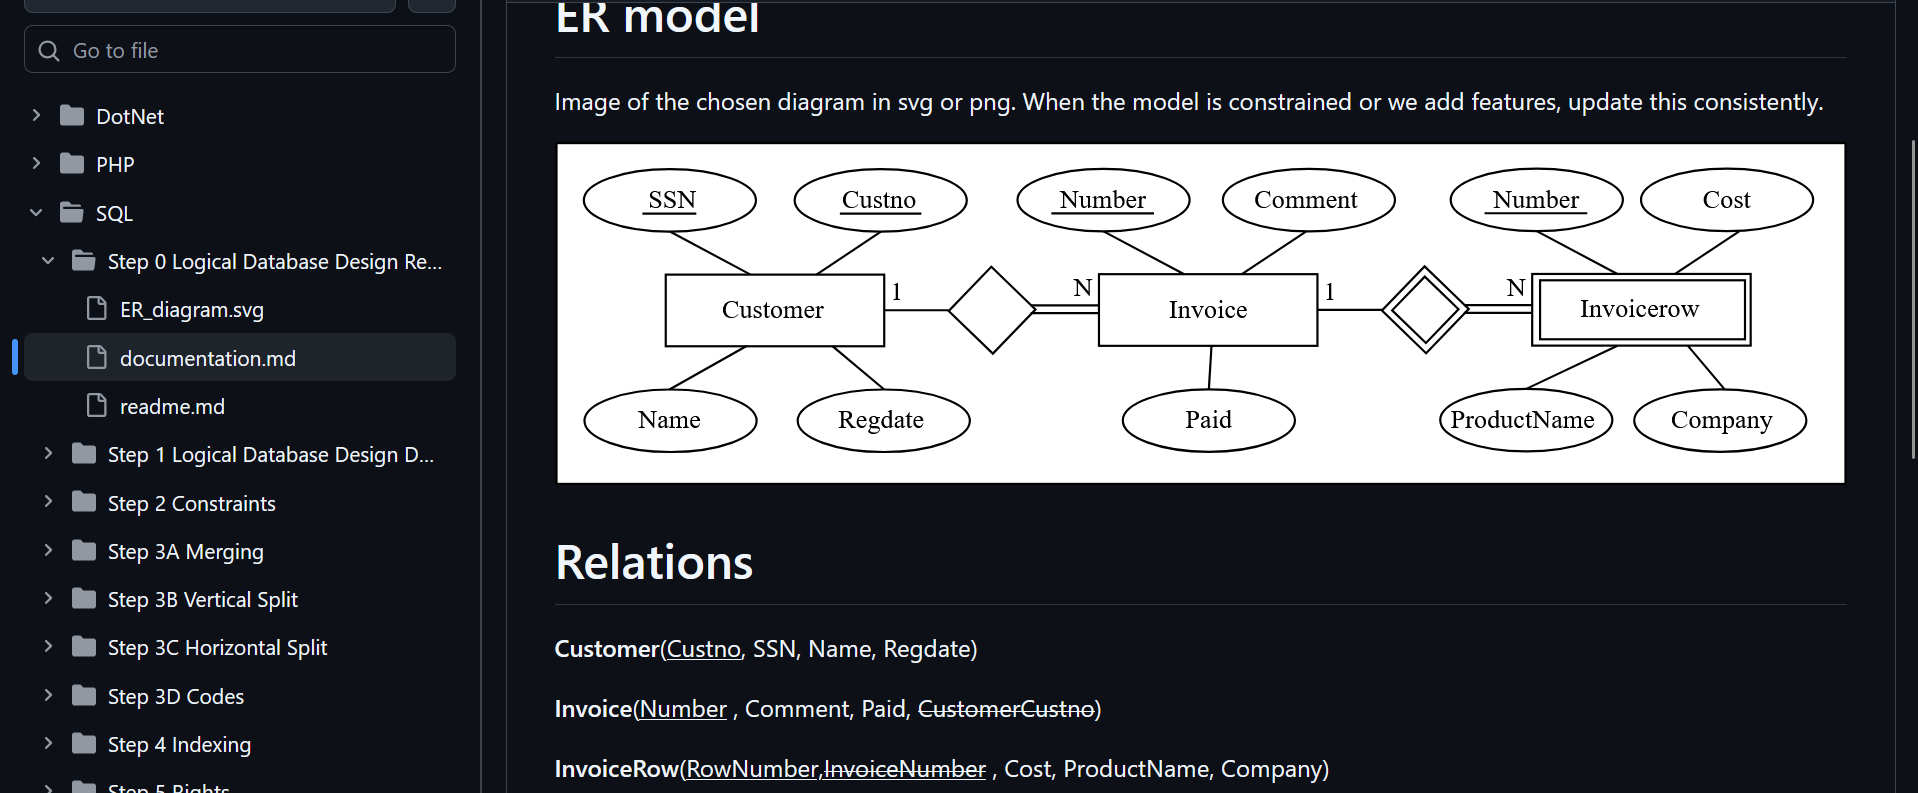 ER model
Go to file
Image of the chosen diagram in svg or png. When the model is constrained or we add features, update this consistently.
DotNet
PHP
SQL
Step 0 Logical Database Design Re...
ER_diagram.svg
documentation.md
readme.md
Step 1 Logical Database Design D...
Step 2 Constraints
Step 3A Merging
Step 3B Vertical Split
Step 3C Horizontal Split
Step 3D Codes
Step 4 Indexing
Step 5 Rights
SSN Custno Number Comment Number Cost
Customer 1 N Invoice 1 N Invoicerow
Name Regdate Paid ProductName Company
Relations
Customer(Custno, SSN, Name, Regdate)
Invoice(Number , Comment, Paid, CustomerCustno)
InvoiceRow(RowNumber,InvoiceNumber , Cost, ProductName, Company)